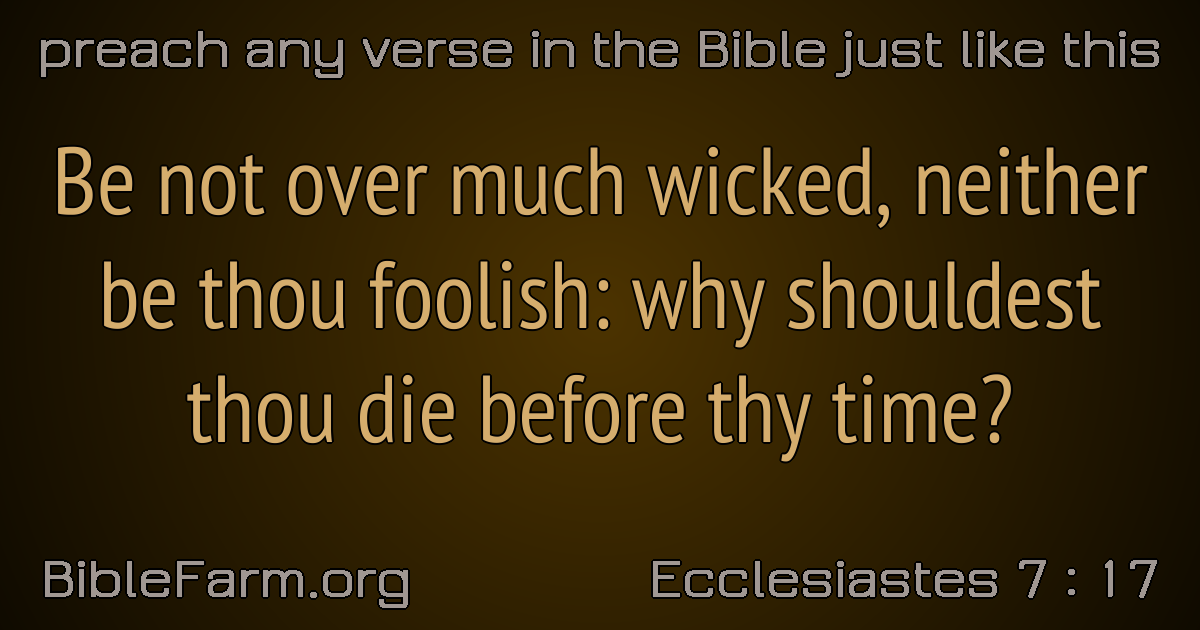 preach any verse in the Bible just like this
Be not over much wicked, neither
be thou foolish: why shouldest
thou die before thy time?
BibleFarm.org
Ecclesiastes 7 : 17